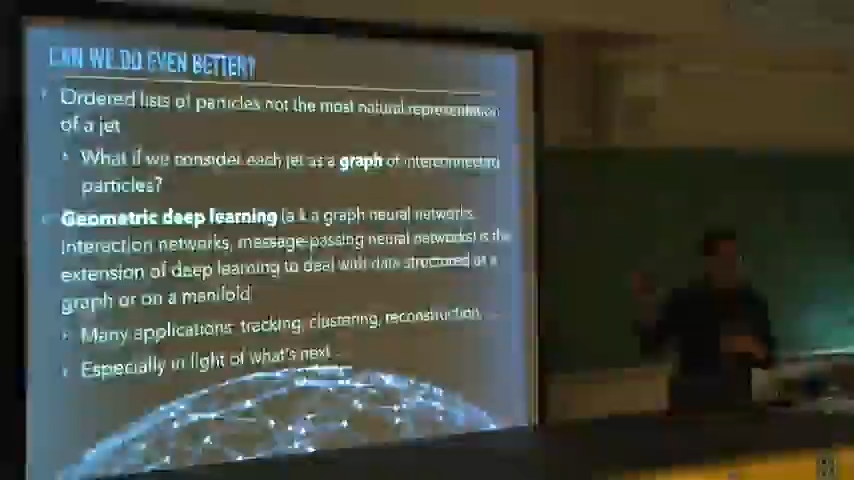 CAN WE DO EVEN BETTER?
Ordered lists of particles not the most natural representation
of a jet
What if we consider each jet as a graph of interconnected
particles?
Geometric deep learning (a.k.a graph neural networks,
interaction networks, message-passing neural networks) is the
extension of deep learning to deal with data structured as a
graph or on a manifold
Many applications: tracking, clustering, reconstruction, ...
Especially in light of what's next ...